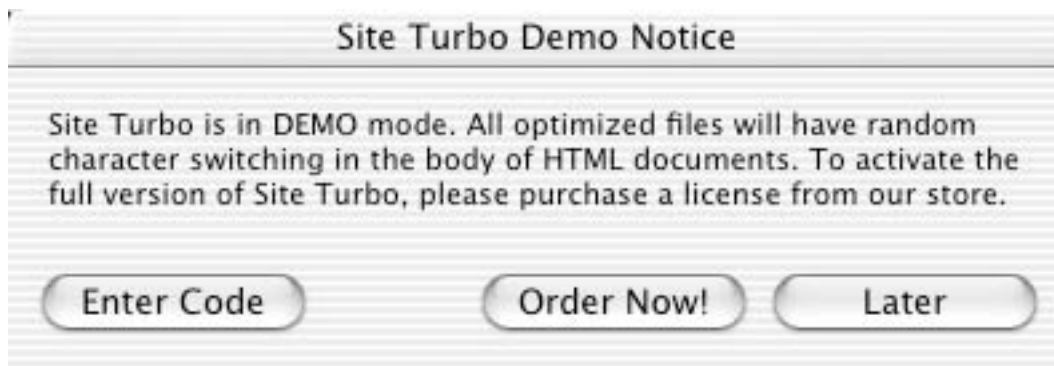 Site Turbo Demo Notice
Site Turbo is in DEMO mode. All optimized files will have random
character switching in the body of HTML documents. To activate the
full version of Site Turbo, please purchase a license from our store.
Enter Code Order Now! Later